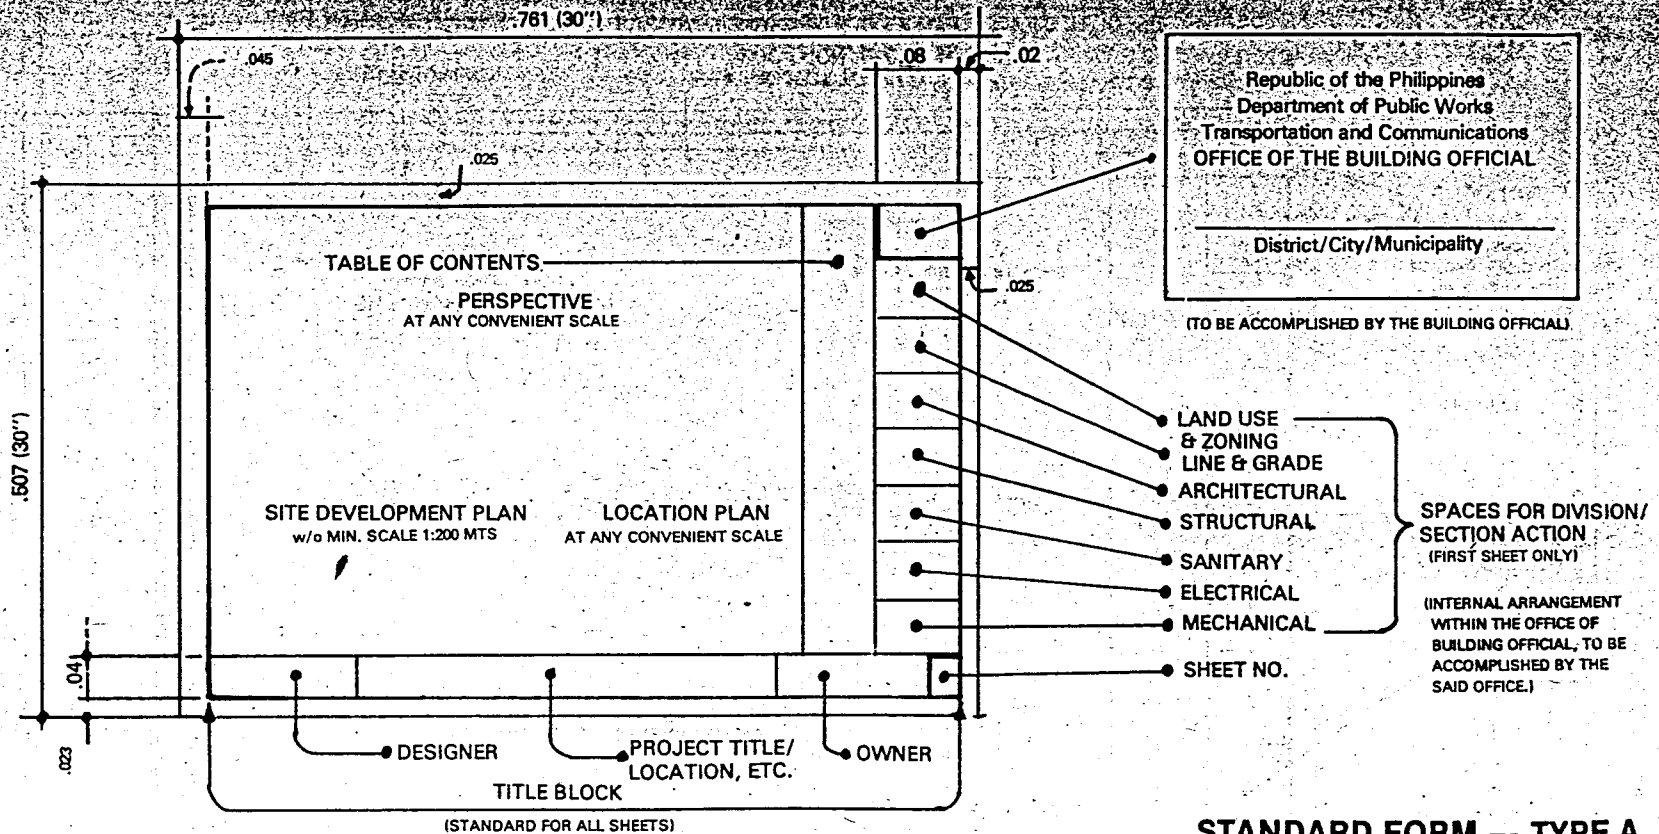 .761 (30")
.045
.08
.02
.025
Republic of the Philippines
Department of Public Works
Transportation and Communications
OFFICE OF THE BUILDING OFFICIAL
District/City/Municipality
(TO BE ACCOMPLISHED BY THE BUILDING OFFICIAL)
TABLE OF CONTENTS
PERSPECTIVE
AT ANY CONVENIENT SCALE
.025
.507 (30")
SITE DEVELOPMENT PLAN
w/o MIN. SCALE 1:200 MTS
LOCATION PLAN
AT ANY CONVENIENT SCALE
LAND USE
& ZONING
LINE & GRADE
ARCHITECTURAL
STRUCTURAL
SANITARY
ELECTRICAL
MECHANICAL
SHEET NO.
SPACES FOR DIVISION/
SECTION ACTION
(FIRST SHEET ONLY)
(INTERNAL ARRANGEMENT
WITHIN THE OFFICE OF
BUILDING OFFICIAL, TO BE
ACCOMPLISHED BY THE
SAID OFFICE.)
.04
.023
DESIGNER
PROJECT TITLE/
LOCATION, ETC.
OWNER
TITLE BLOCK
(STANDARD FOR ALL SHEETS)
STANDARD FORM -- TYPE A